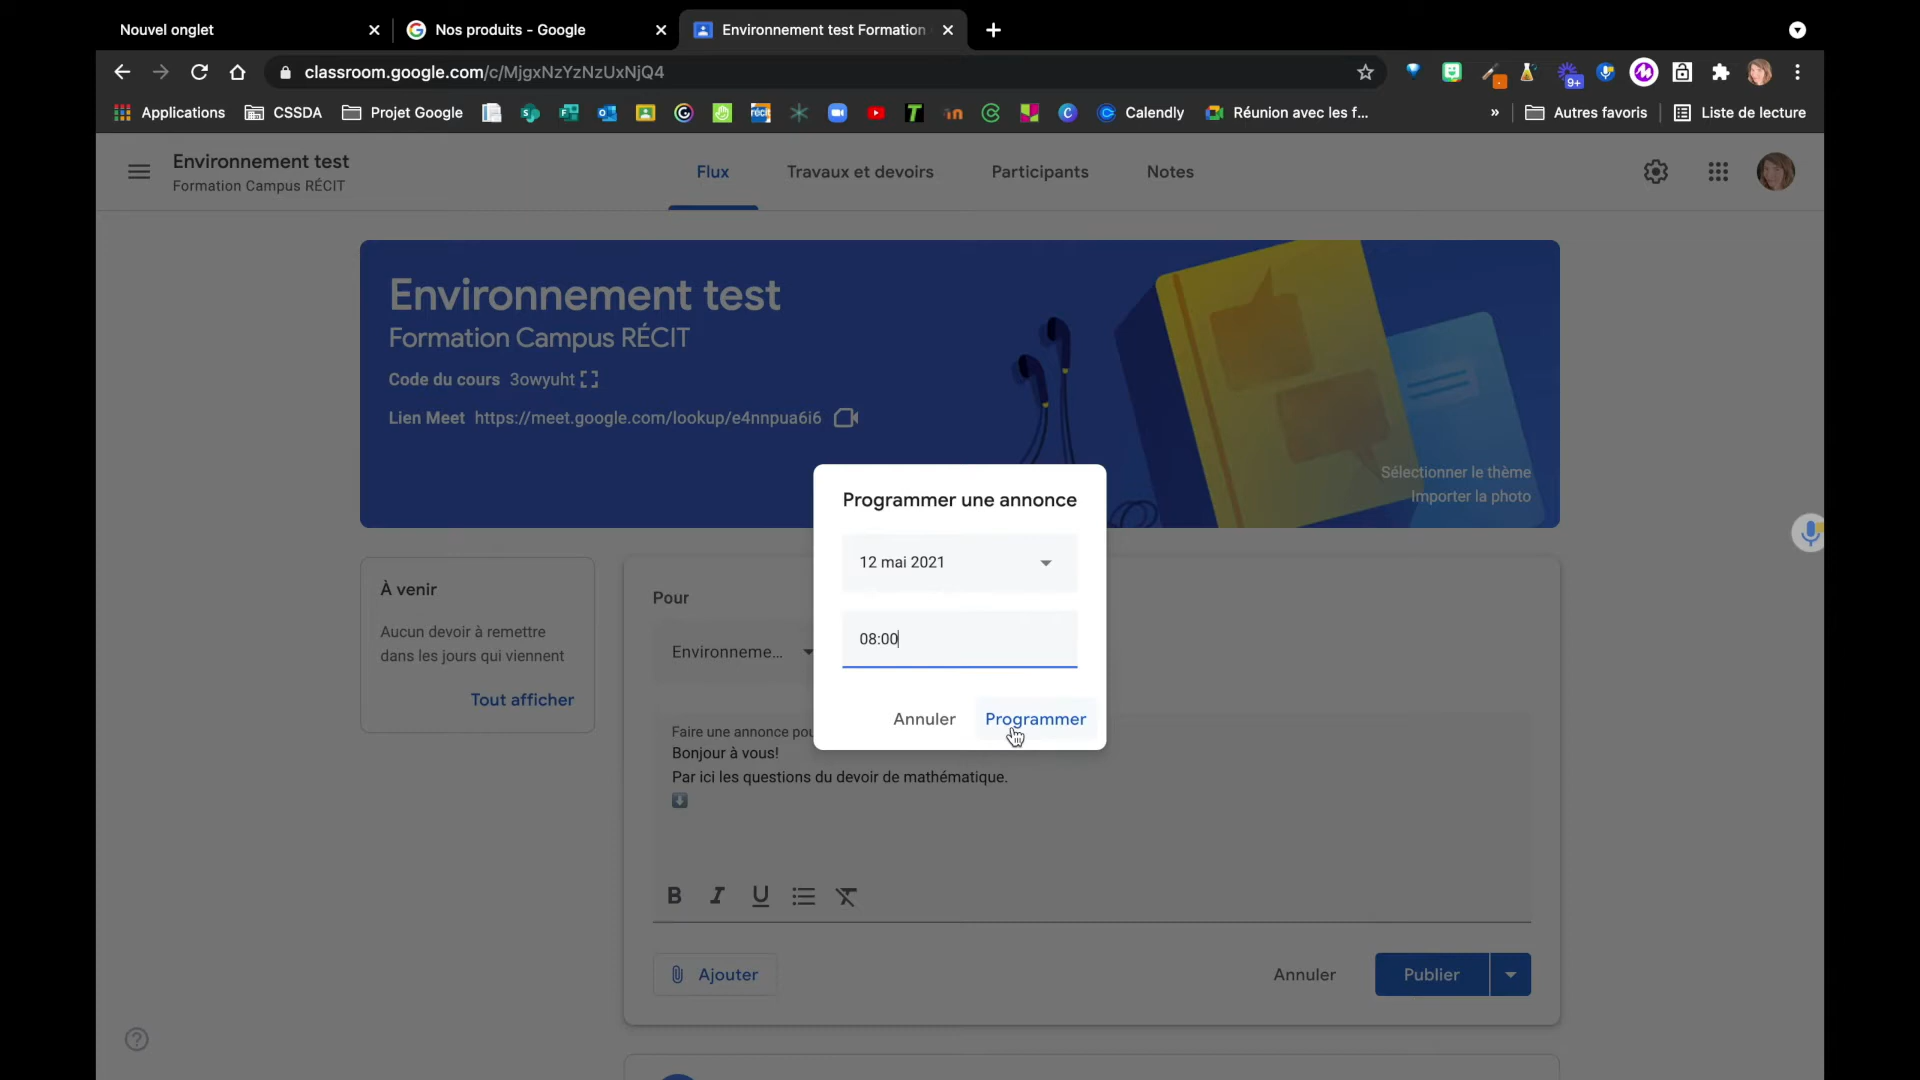 Nouvel onglet
Nos produits - Google
Environnement test Formation
classroom.google.com/c/MjgxNzYzNzUxNjQ4
9+
Applications
CSSDA
Projet Google
récit
Calendly
Réunion avec les f...
»
Autres favoris
Liste de lecture
Environnement test
Formation Campus RÉCIT
Flux
Travaux et devoirs
Participants
Notes
Environnement test
Formation Campus RÉCIT
Code du cours 3owyuht
Lien Meet https://meet.google.com/lookup/e4nnpua6i6
Sélectionner le thème
Importer la photo
Programmer une annonce
12 mai 2021
08:00
Annuler
Programmer
À venir
Aucun devoir à remettre
dans les jours qui viennent
Tout afficher
Pour
Environneme...
Faire une annonce
Bonjour à vous!
Par ici les questions du devoir de mathématique.
B I U
Ajouter
Annuler
Publier